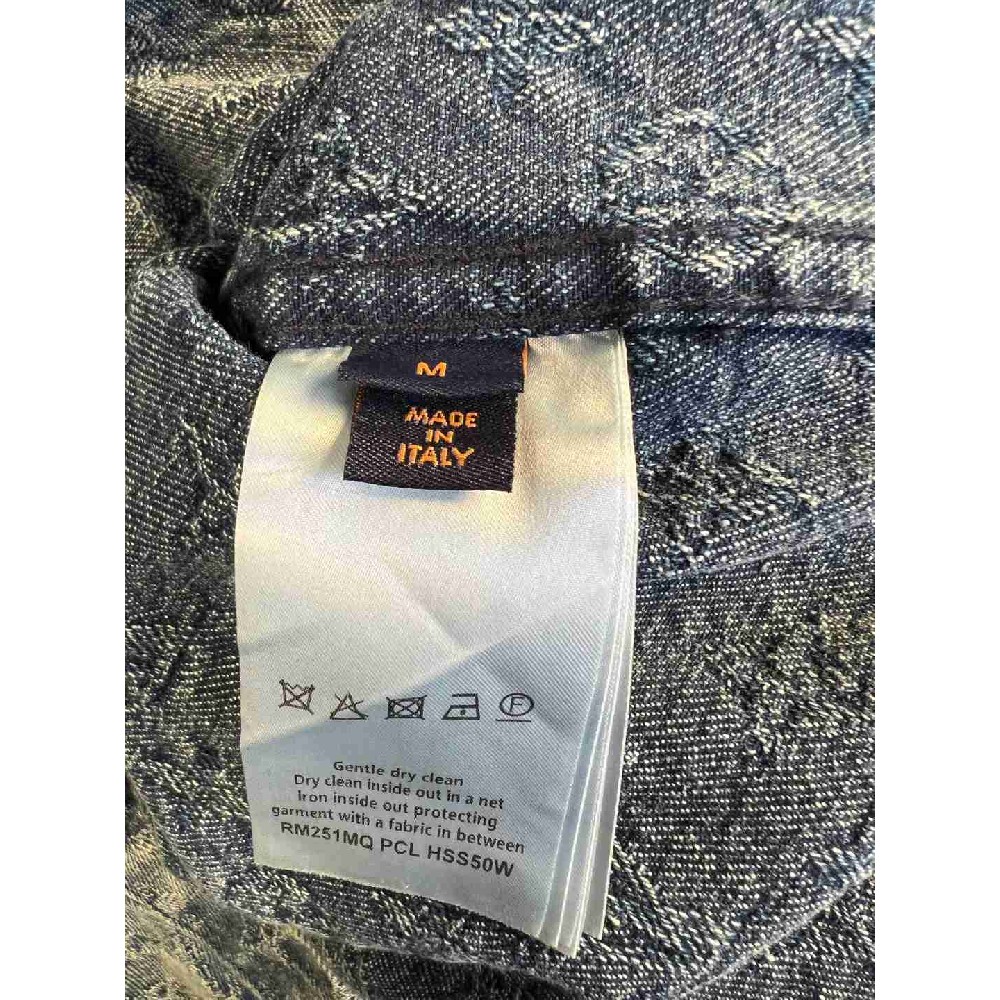 M
MADE
IN
ITALY
F
Gentle dry clean
Dry clean inside out in a net
Iron inside out protecting
garment with a fabric in between
RM251MQ PCL HSS50W